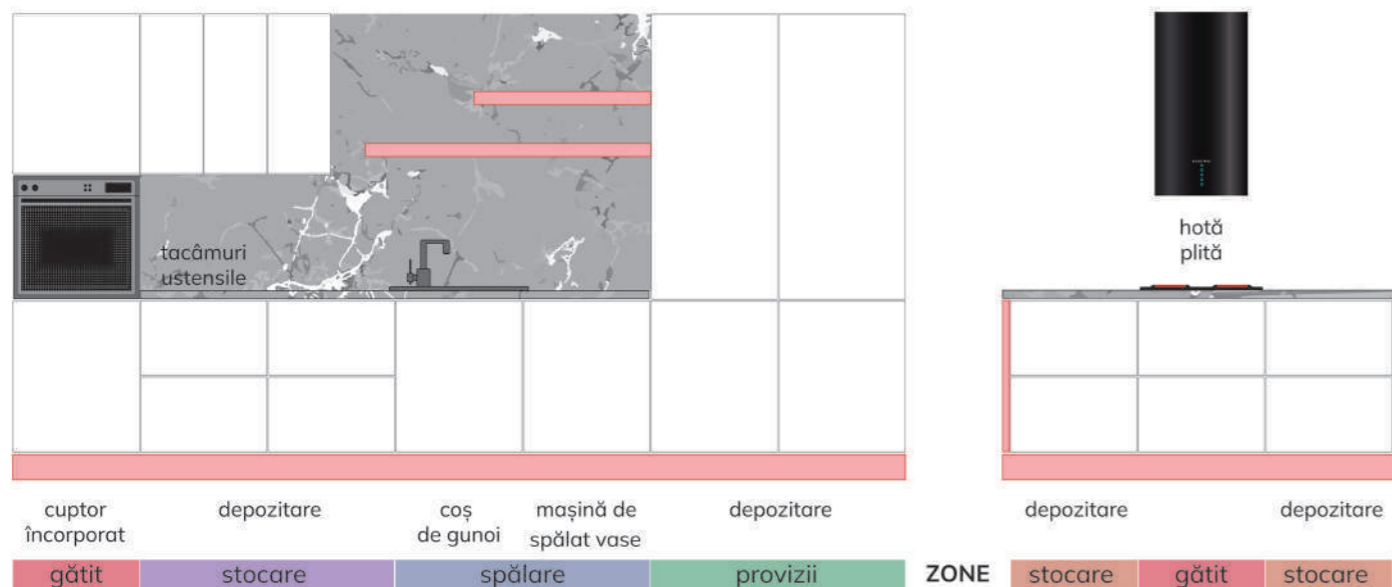 tacâmuri
ustensile
hotă
plită
cuptor
încorporat
depozitare
coș
de gunoi
mașină de
spălat vase
depozitare
depozitare
depozitare
gătit
stocare
spălare
provizii
ZONE
stocare
gătit
stocare